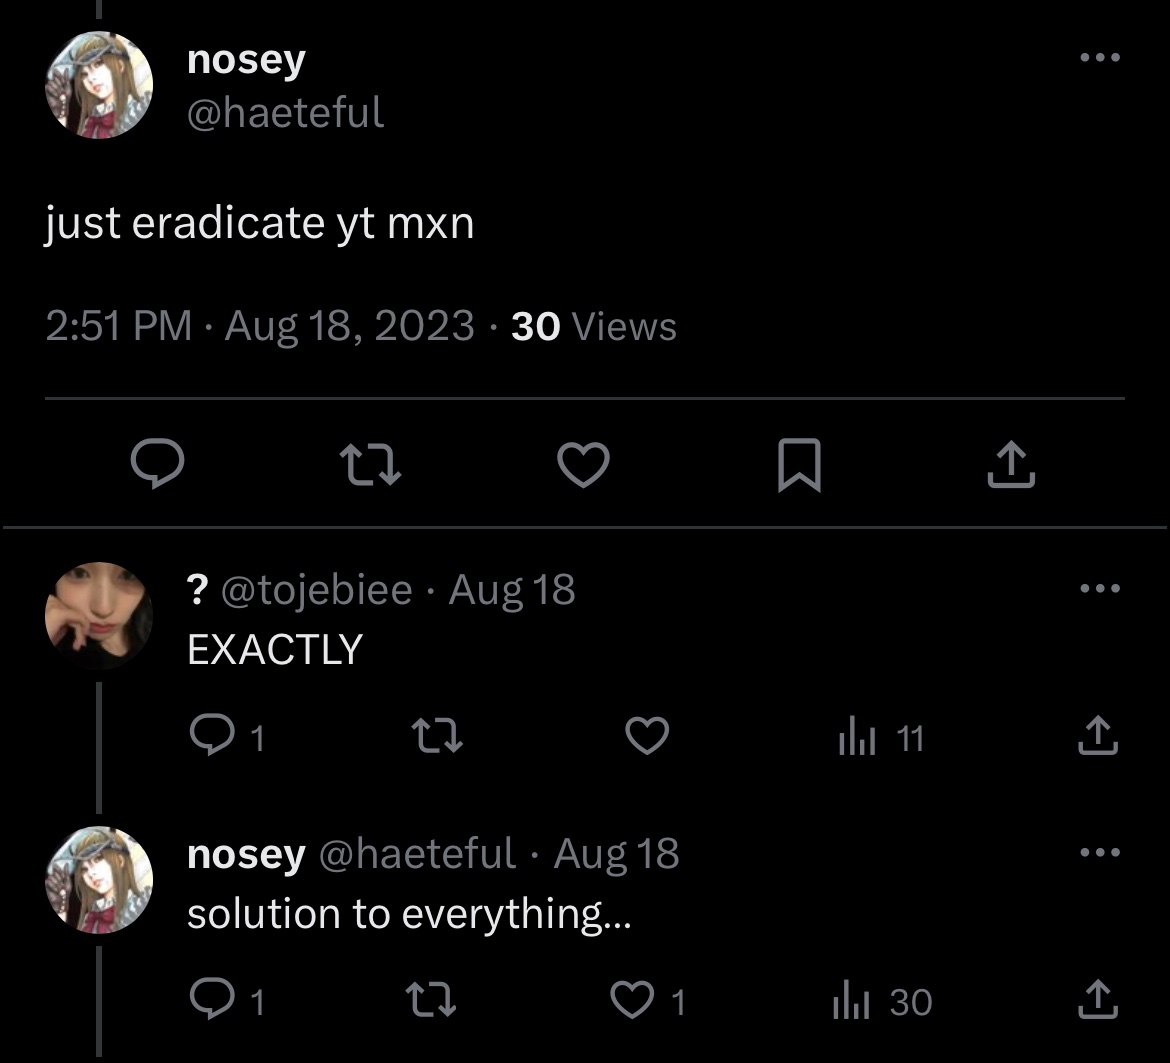 nosey
@haeteful
just eradicate yt mxn
2:51 PM · Aug 18, 2023 · 30 Views
? @tojebiee · Aug 18
EXACTLY
1 11
nosey @haeteful · Aug 18
solution to everything...
1 1 30